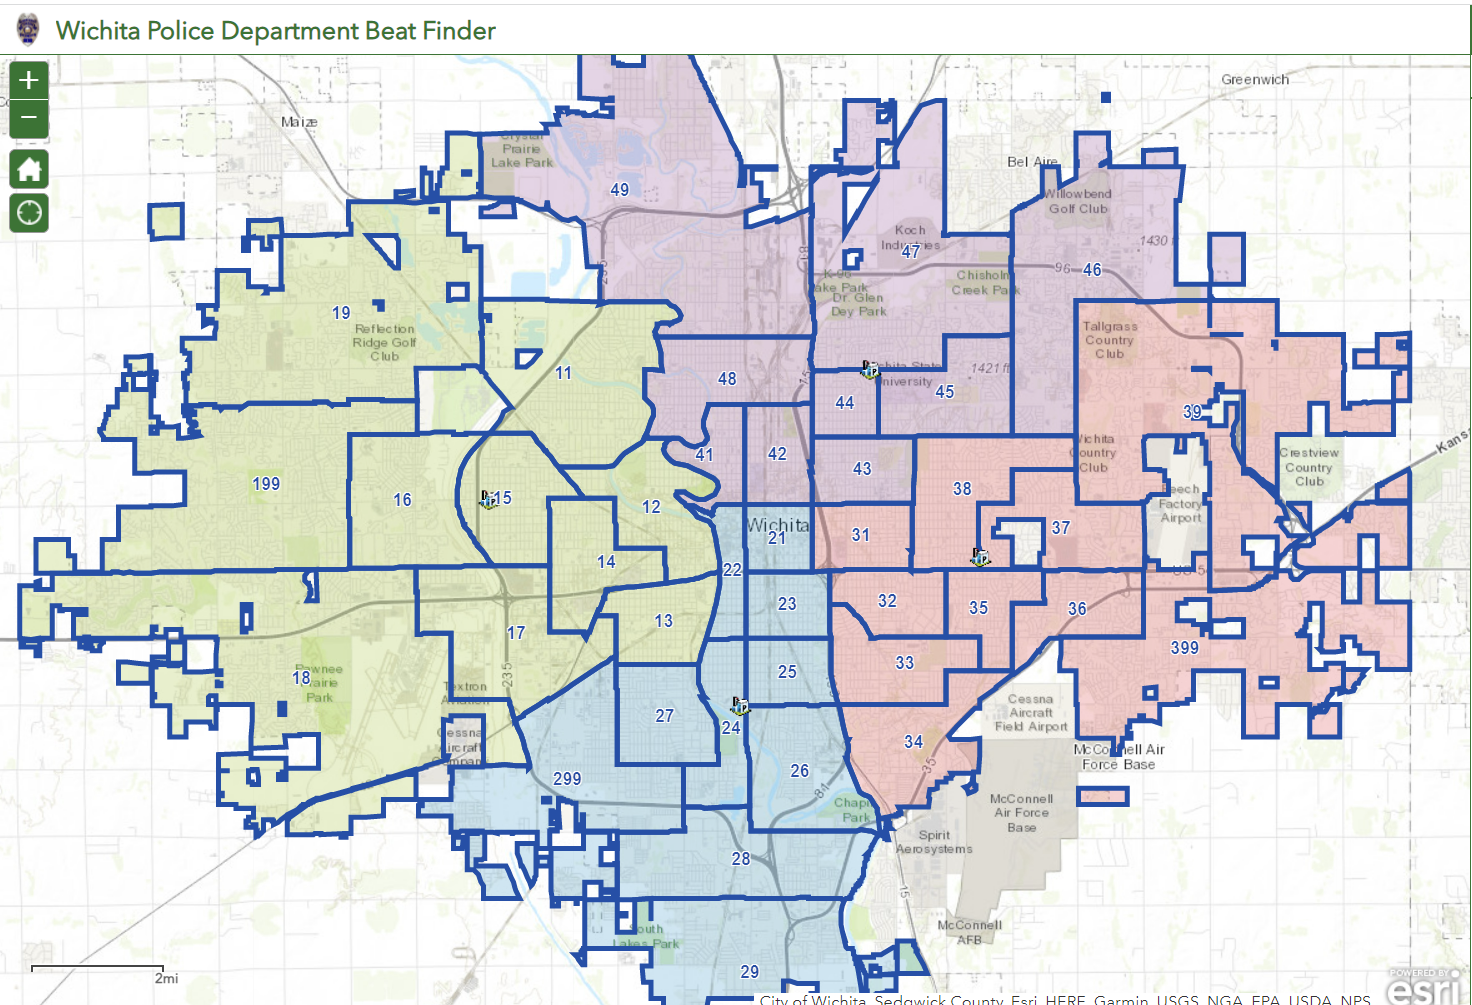 Wichita Police Department Beat Finder
+
−
Greenwich
Maize
Crystal
Prairie
Lake Park
Bel Aire
49
Willowbend
Golf Club
Koch
Industries
47
1430
96
46
Chisholm
Creek Park
Dr. Glen
Dey Park
19
Reflection
Ridge Golf
Club
Tallgrass
Country
Club
11
48
University
1421 ft
45
44
39
41
42
43
Wichita
Country
Club
Crestview
Country
Club
Kans
199
16
15
12
38
Beech
Factory
Airport
Wichita
21
31
37
14
22
23
32
35
36
13
17
399
33
18
Pawnee
Prairie
Park
25
235
Textron
Aviation
27
24
34
Cessna
Aircraft
Field Airport
Cessna
Aircraft
Company
McConnell Air
Force Base
35
299
26
81
McConnell
Air Force
Base
Chapin
Park
Spirit
Aerosystems
28
15
McConnell
AFB
South
Lakes Park
29
2mi
POWERED BY
esri
City of Wichita, Sedgwick County, Esri, HERE, Garmin, USGS, NGA, EPA, USDA, NPS